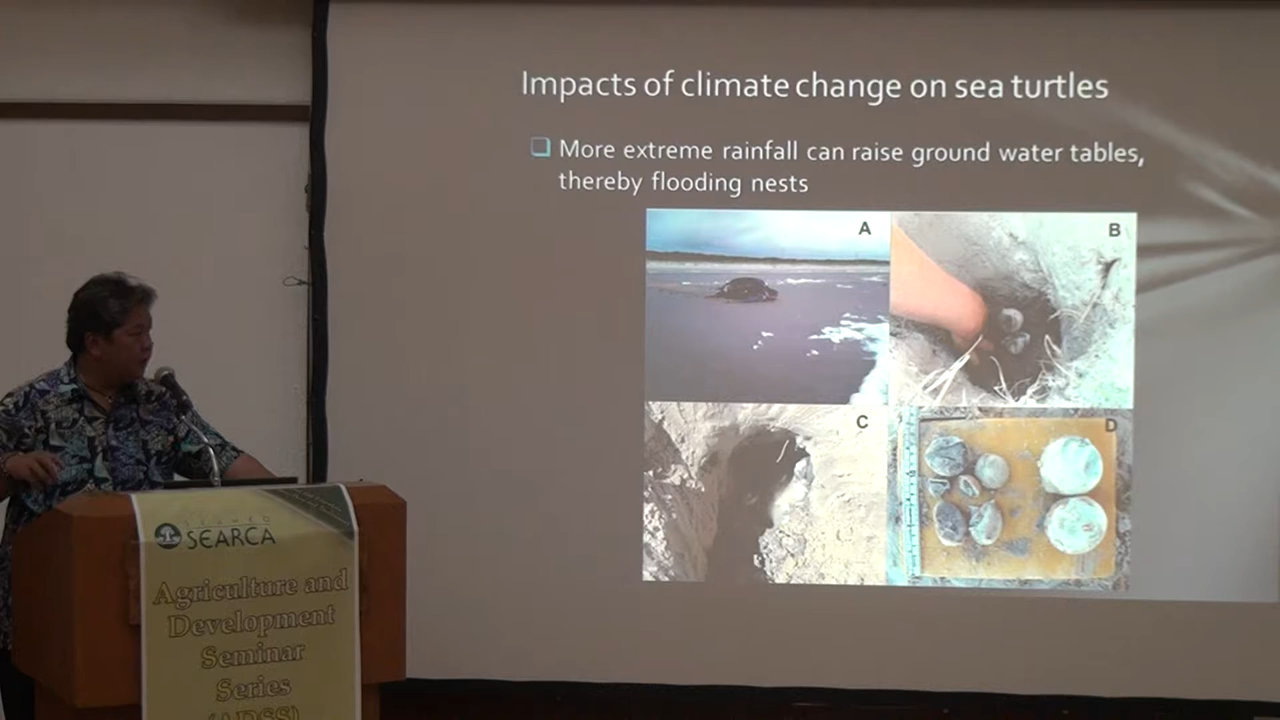 Impacts of climate change on sea turtles
❑ More extreme rainfall can raise ground water tables,
thereby flooding nests
A
B
C
D
SEARCA
Agriculture and
Development
Seminar
Series
(ADSS)